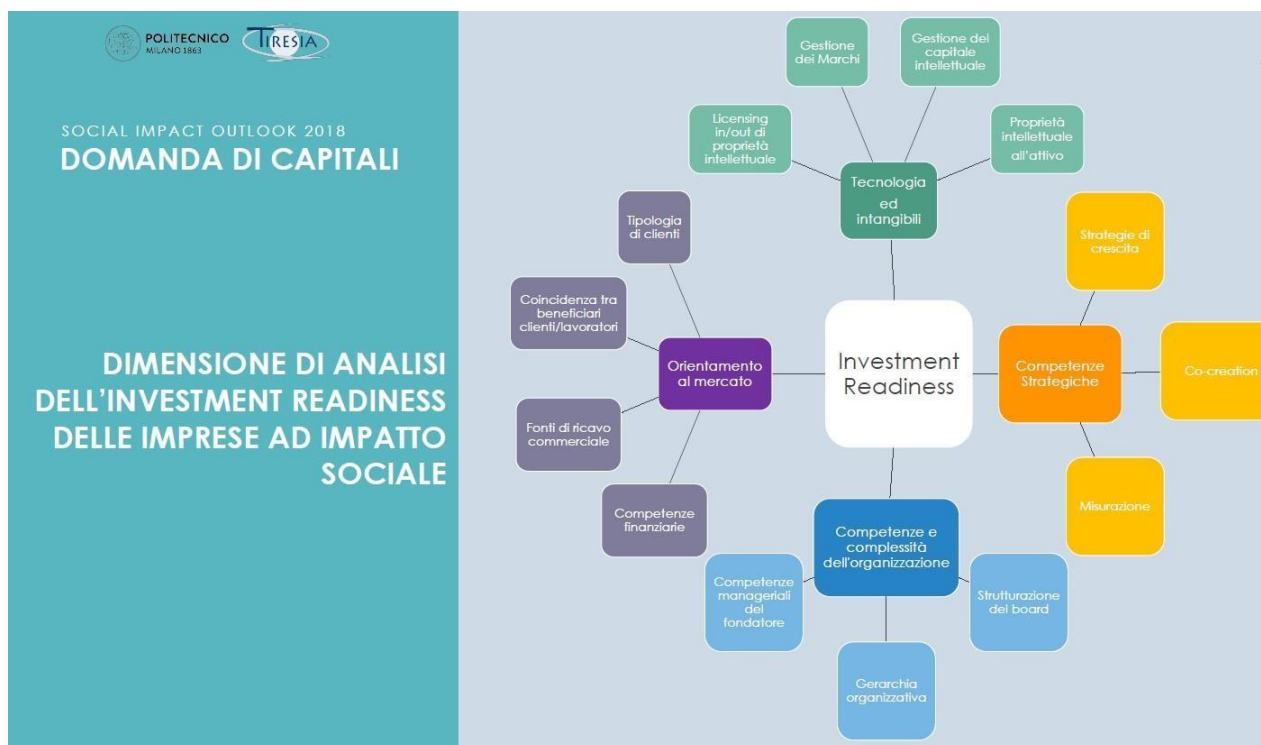 POLITECNICO
MILANO 1863
TIRESIA
SOCIAL IMPACT OUTLOOK 2018
DOMANDA DI CAPITALI
DIMENSIONE DI ANALISI
DELL'INVESTMENT READINESS
DELLE IMPRESE AD IMPATTO
SOCIALE
Gestione
dei Marchi
Gestione del
capitale
intellettuale
Licensing
in/out di
proprietà
intellettuale
Proprietà
intellettuale
all'attivo
Tecnologia
ed
intangibili
Tipologia
di clienti
Coincidenza tra
beneficiari
clienti/lavoratori
Orientamento
al mercato
Fonti di ricavo
commerciale
Competenze
finanziarie
Investment
Readiness
Strategie di
crescita
Competenze
Strategiche
Co-creation
Misurazione
Competenze e
complessità
dell'organizzazione
Competenze
manageriali
del
fondatore
Strutturazione
del board
Gerarchia
organizzativa